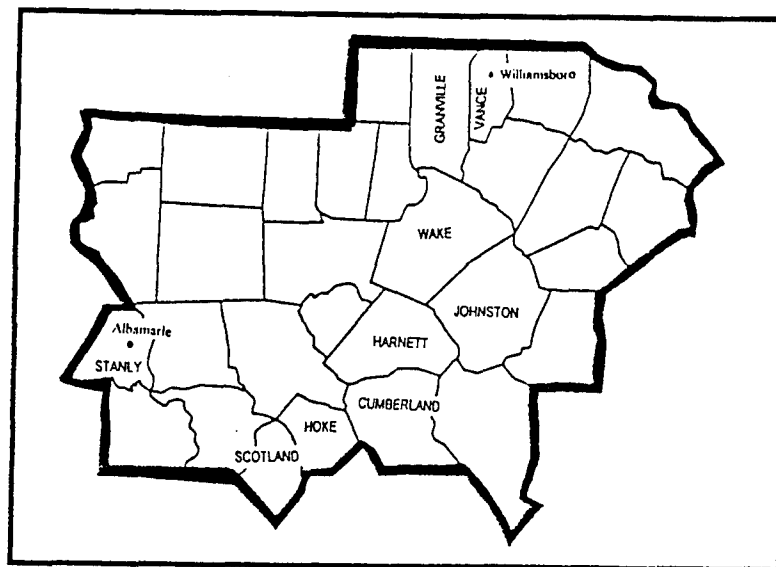 GRANVILLE
VANCE
Williamsboro
WAKE
JOHNSTON
Albamarle
HARNETT
STANLY
CUMBERLAND
HOKE
SCOTLAND